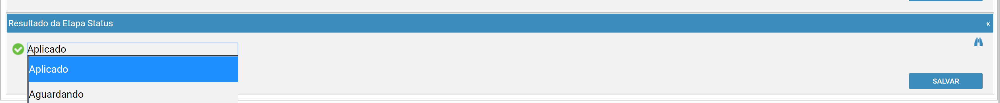 Resultado da Etapa Status «
Aplicado
Aplicado
SALVAR
Aguardando